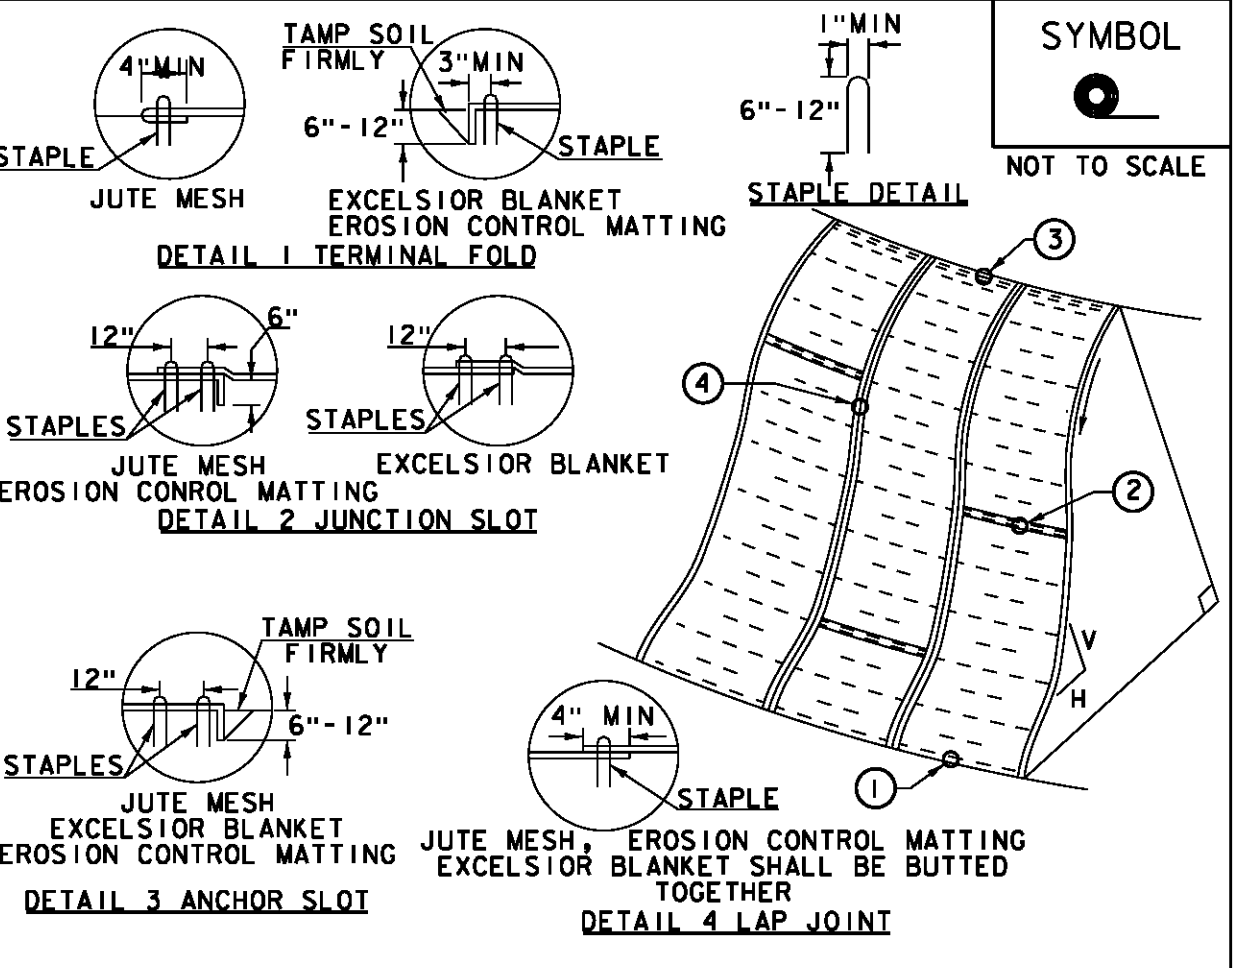 4"MIN
STAPLE
JUTE MESH
TAMP SOIL
FIRMLY
3"MIN
6"-12"
STAPLE
EXCELSIOR BLANKET
EROSION CONTROL MATTING
DETAIL 1 TERMINAL FOLD
1"MIN
6"-12"
STAPLE DETAIL
SYMBOL
NOT TO SCALE
12"
6"
STAPLES
JUTE MESH
EROSION CONROL MATTING
12"
STAPLES
EXCELSIOR BLANKET
DETAIL 2 JUNCTION SLOT
3
4
2
V
H
1
TAMP SOIL
FIRMLY
12"
6"-12"
STAPLES
JUTE MESH
EXCELSIOR BLANKET
EROSION CONTROL MATTING
DETAIL 3 ANCHOR SLOT
4" MIN
STAPLE
JUTE MESH, EROSION CONTROL MATTING
EXCELSIOR BLANKET SHALL BE BUTTED
TOGETHER
DETAIL 4 LAP JOINT